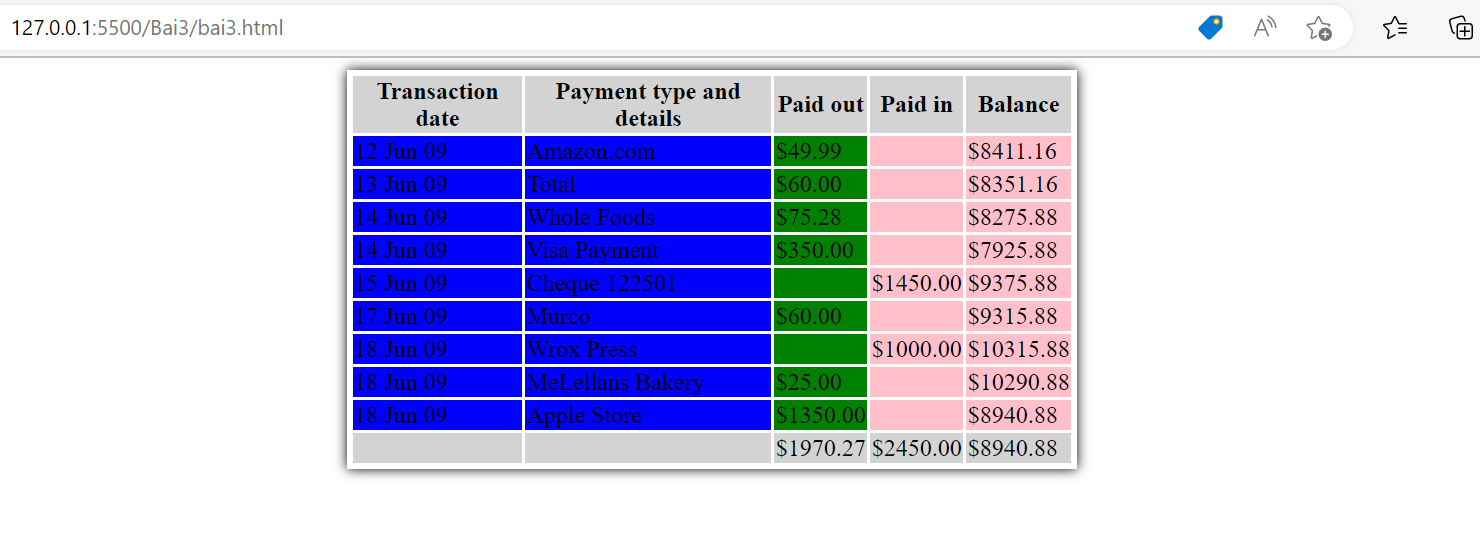 127.0.0.1:5500/Bai3/bai3.html
Transaction date Payment type and details Paid out Paid in Balance
12 Jun 09 Amazon.com $49.99 $8411.16
13 Jun 09 Total $60.00 $8351.16
14 Jun 09 Whole Foods $75.28 $8275.88
14 Jun 09 Visa Payment $350.00 $7925.88
15 Jun 09 Cheque 122501 $1450.00 $9375.88
17 Jun 09 Murco $60.00 $9315.88
18 Jun 09 Wrox Press $1000.00 $10315.88
18 Jun 09 McLellans Bakery $25.00 $10290.88
18 Jun 09 Apple Store $1350.00 $8940.88
$1970.27 $2450.00 $8940.88